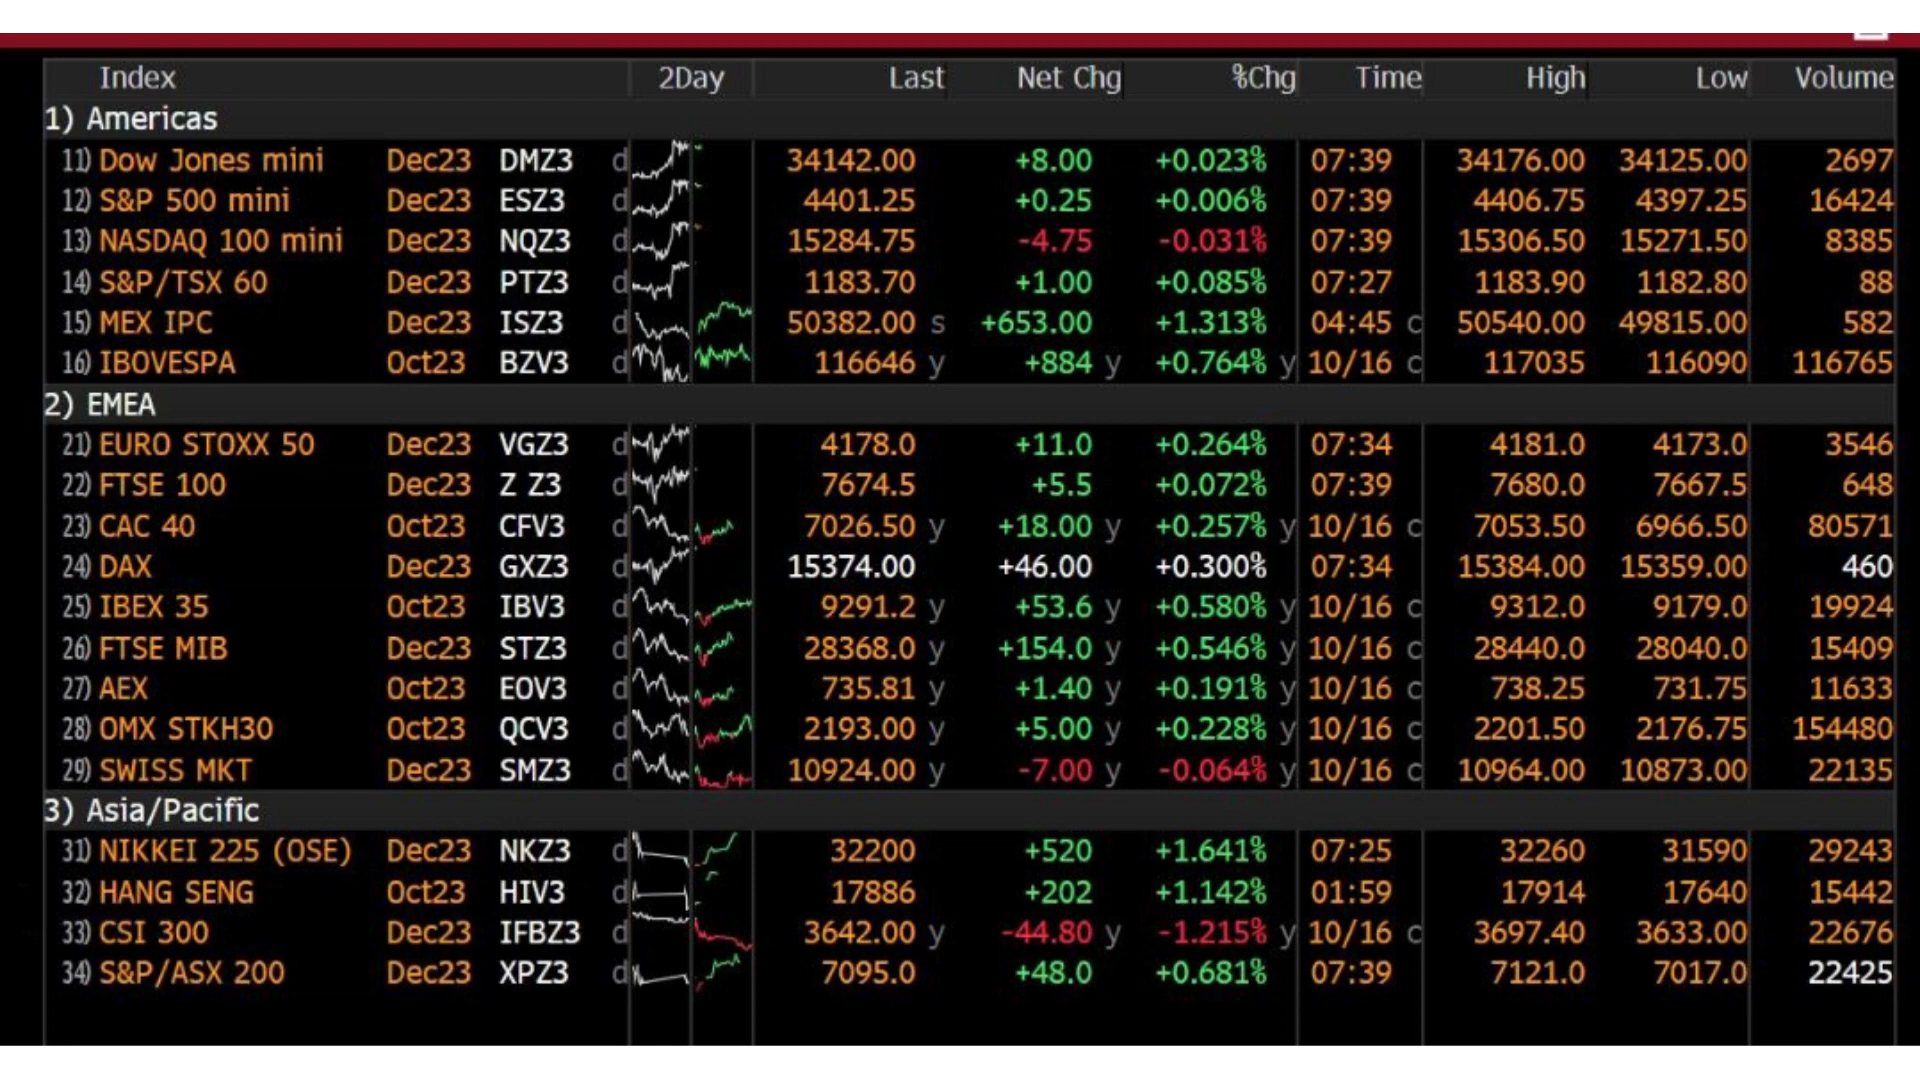 Index 2Day Last Net Chg %Chg Time High Low Volume
1) Americas
11) Dow Jones mini Dec23 DMZ3 d 34142.00 +8.00 +0.023% 07:39 34176.00 34125.00 2697
12) S&P 500 mini Dec23 ESZ3 d 4401.25 +0.25 +0.006% 07:39 4406.75 4397.25 16424
13) NASDAQ 100 mini Dec23 NQZ3 d 15284.75 -4.75 -0.031% 07:39 15306.50 15271.50 8385
14) S&P/TSX 60 Dec23 PTZ3 d 1183.70 +1.00 +0.085% 07:27 1183.90 1182.80 88
15) MEX IPC Dec23 ISZ3 d 50382.00 s +653.00 +1.313% 04:45 c 50540.00 49815.00 582
16) IBOVESPA Oct23 BZV3 d 116646 y +884 y +0.764% y 10/16 c 117035 116090 116765
2) EMEA
21) EURO STOXX 50 Dec23 VGZ3 d 4178.0 +11.0 +0.264% 07:34 4181.0 4173.0 3546
22) FTSE 100 Dec23 Z Z3 d 7674.5 +5.5 +0.072% 07:39 7680.0 7667.5 648
23) CAC 40 Oct23 CFV3 d 7026.50 y +18.00 y +0.257% y 10/16 c 7053.50 6966.50 80571
24) DAX Dec23 GXZ3 d 15374.00 +46.00 +0.300% 07:34 15384.00 15359.00 460
25) IBEX 35 Oct23 IBV3 d 9291.2 y +53.6 y +0.580% y 10/16 c 9312.0 9179.0 19924
26) FTSE MIB Dec23 STZ3 d 28368.0 y +154.0 y +0.546% y 10/16 c 28440.0 28040.0 15409
27) AEX Oct23 EOV3 d 735.81 y +1.40 y +0.191% y 10/16 c 738.25 731.75 11633
28) OMX STKH30 Oct23 QCV3 d 2193.00 y +5.00 y +0.228% y 10/16 c 2201.50 2176.75 154480
29) SWISS MKT Dec23 SMZ3 d 10924.00 y -7.00 y -0.064% y 10/16 c 10964.00 10873.00 22135
3) Asia/Pacific
31) NIKKEI 225 (OSE) Dec23 NKZ3 d 32200 +520 +1.641% 07:25 32260 31590 29243
32) HANG SENG Oct23 HIV3 d 17886 +202 +1.142% 01:59 17914 17640 15442
33) CSI 300 Dec23 IFBZ3 d 3642.00 y -44.80 y -1.215% y 10/16 c 3697.40 3633.00 22676
34) S&P/ASX 200 Dec23 XPZ3 d 7095.0 +48.0 +0.681% 07:39 7121.0 7017.0 22425